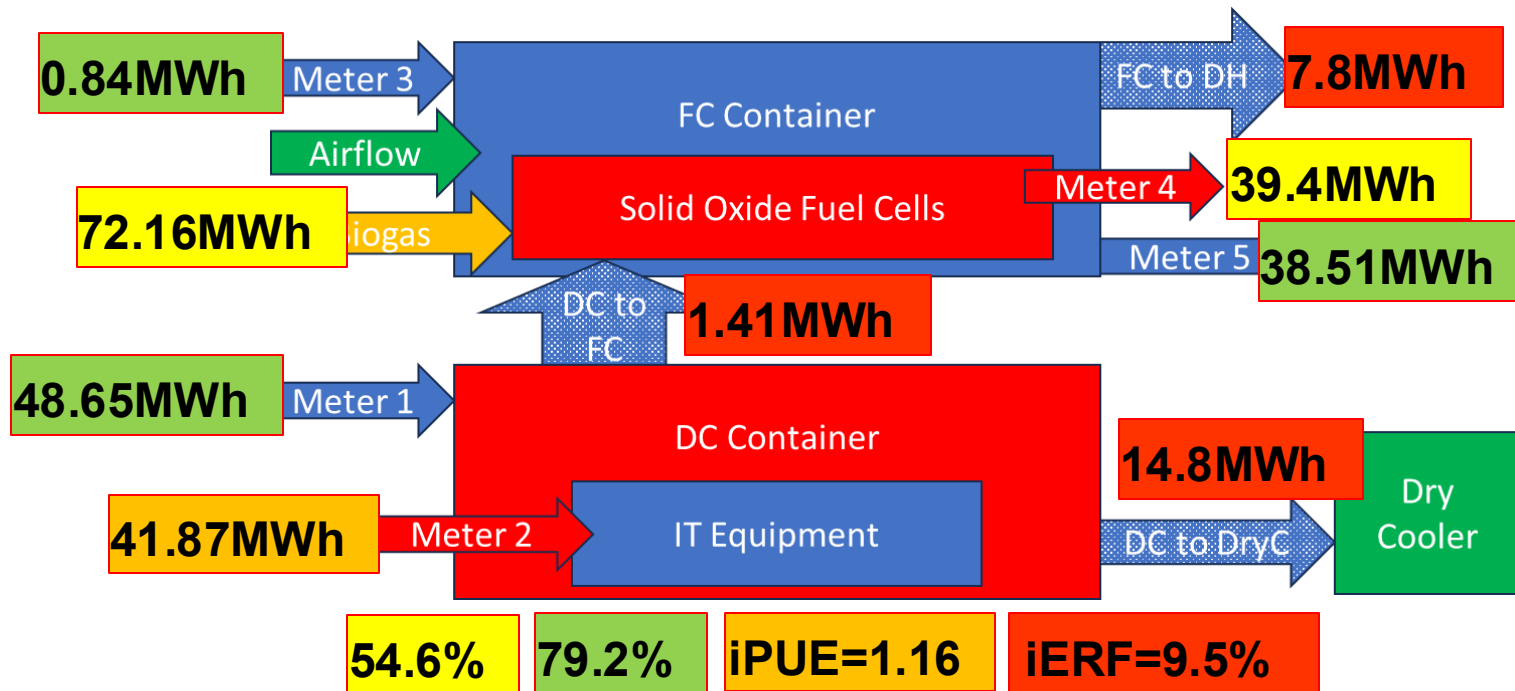 0.84MWh
Meter 3
FC to DH
7.8MWh
FC Container
Airflow
Solid Oxide Fuel Cells
Meter 4
39.4MWh
72.16MWh
iogas
Meter 5
38.51MWh
DC to
FC
1.41MWh
48.65MWh
Meter 1
DC Container
14.8MWh
Dry
Cooler
41.87MWh
Meter 2
IT Equipment
DC to DryC
54.6%
79.2%
iPUE=1.16
iERF=9.5%